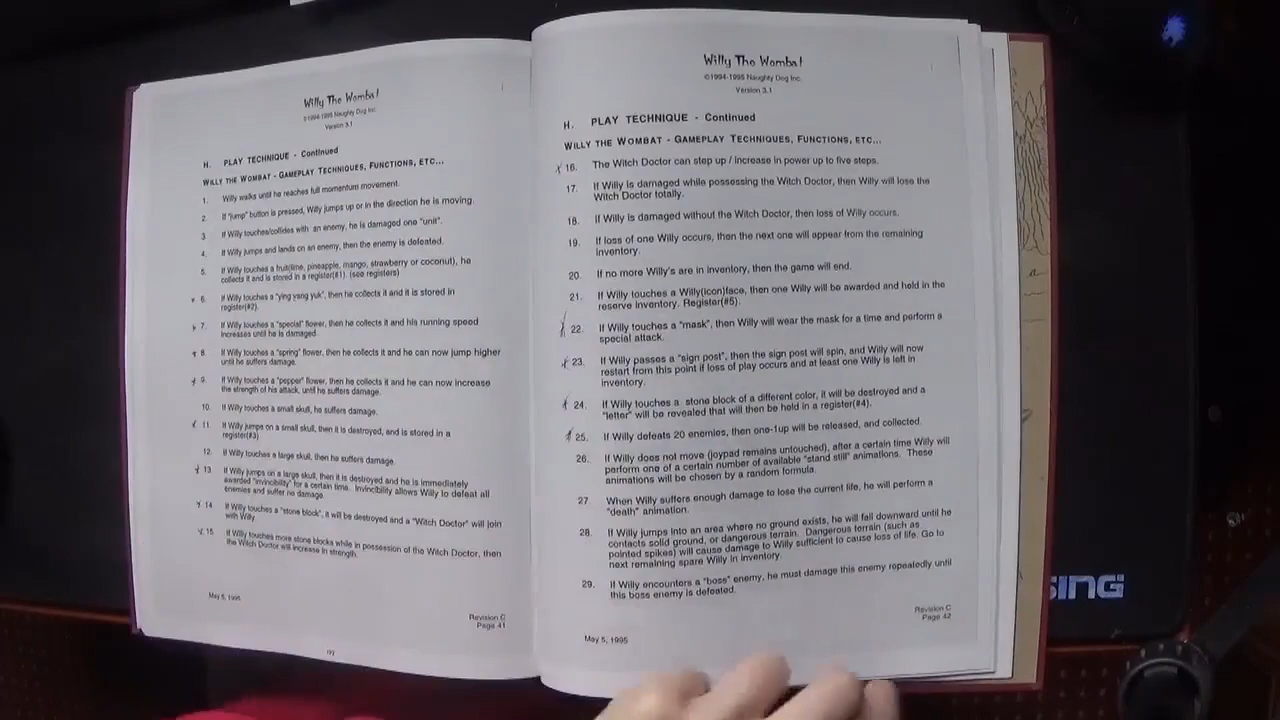 Willy The Wombat
©1994-1995 Naughty Dog Inc.
Version 3.1
H. PLAY TECHNIQUE - Continued
WILLY THE WOMBAT - GAMEPLAY TECHNIQUES, FUNCTIONS, ETC...
1. Willy walks until he reaches full momentum movement.
2. If "jump" button is pressed, Willy jumps up or in the direction he is moving.
3 If Willy touches/collides with an enemy, he is damaged one "unit".
4. If Willy jumps and lands on an enemy, then the enemy is defeated.
5. If Willy touches a fruit(lime, pineapple, mango, strawberry or coconut), he
collects it and is stored in a register(#1). (see registers)
6. If Willy touches a "ying yang yuk", then he collects it and it is stored in
register(#2).
7. If Willy touches a "special" flower, then he collects it and his running speed
increases until he is damaged.
8. If Willy touches a "spring" flower, then he collects it and he can now jump higher
until he suffers damage.
9. If Willy touches a "pepper" flower, then he collects it and he can now increase
the strength of his attack, until he suffers damage.
10. If Willy touches a small skull, he suffers damage.
11. If Willy jumps on a small skull, then it is destroyed, and is stored in a
register(#3)
12. If Willy touches a large skull, then he suffers damage.
13 If Willy jumps on a large skull, then it is destroyed and he is immediately
awarded "invincibility" for a certain time. Invincibility allows Willy to defeat all
enemies and suffer no damage.
14 If Willy touches a "stone block", it will be destroyed and a "Witch Doctor" will join
with Willy
15 If Willy touches more stone blocks while in possession of the Witch Doctor, then
the Witch Doctor will increase in strength.
May 5, 1995
Revision C
Page 41
Willy The Wombat
©1994-1995 Naughty Dog Inc.
Version 3.1
H. PLAY TECHNIQUE - Continued
WILLY THE WOMBAT - GAMEPLAY TECHNIQUES, FUNCTIONS, ETC...
16. The Witch Doctor can step up / increase in power up to five steps.
17. If Willy is damaged while possessing the Witch Doctor, then Willy will lose the
Witch Doctor totally.
18. If Willy is damaged without the Witch Doctor, then loss of Willy occurs.
19. If loss of one Willy occurs, then the next one will appear from the remaining
inventory.
20. If no more Willy's are in inventory, then the game will end.
21. If Willy touches a Willy(icon)face, then one Willy will be awarded and held in the
reserve inventory. Register(#5).
22. If Willy touches a "mask", then Willy will wear the mask for a time and perform a
special attack.
23. If Willy passes a "sign post", then the sign post will spin, and Willy will now
restart from this point if loss of play occurs and at least one Willy is left in
inventory.
24. If Willy touches a stone block of a different color, it will be destroyed and a
"letter" will be revealed that will then be held in a register(#4).
25. If Willy defeats 20 enemies, then one-1up will be released, and collected.
26. If Willy does not move (joypad remains untouched), after a certain time Willy will
perform one of a certain number of available "stand still" animations. These
animations will be chosen by a random formula.
27 When Willy suffers enough damage to lose the current life, he will perform a
"death" animation.
28. If Willy jumps into an area where no ground exists, he will fall downward until he
contacts solid ground, or dangerous terrain. Dangerous terrain (such as
pointed spikes) will cause damage to Willy sufficient to cause loss of life. Go to
next remaining spare Willy in inventory.
29. If Willy encounters a "boss" enemy, he must damage this enemy repeatedly until
this boss enemy is defeated.
May 5, 1995
Revision C
Page 42
SING